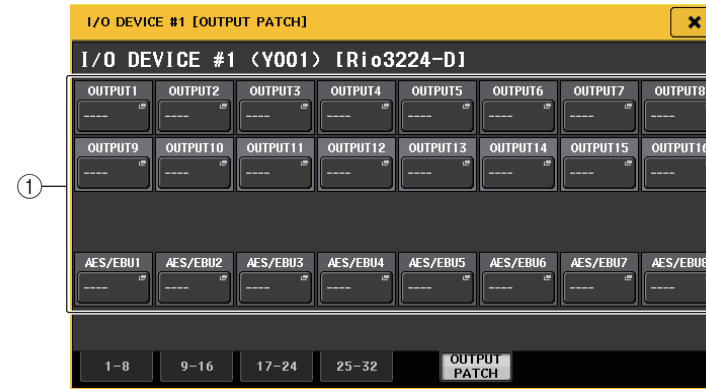 I/O DEVICE #1 [OUTPUT PATCH]
I/O DEVICE #1 (Y001) [Rio3224-D]
OUTPUT1 OUTPUT2 OUTPUT3 OUTPUT4 OUTPUT5 OUTPUT6 OUTPUT7 OUTPUT8
---- ---- ---- ---- ---- ---- ---- ----
OUTPUT9 OUTPUT10 OUTPUT11 OUTPUT12 OUTPUT13 OUTPUT14 OUTPUT15 OUTPUT16
---- ---- ---- ---- ---- ---- ---- ----
①
AES/EBU1 AES/EBU2 AES/EBU3 AES/EBU4 AES/EBU5 AES/EBU6 AES/EBU7 AES/EBU8
---- ---- ---- ---- ---- ---- ---- ----
1-8 9-16 17-24 25-32 OUTPUT
PATCH